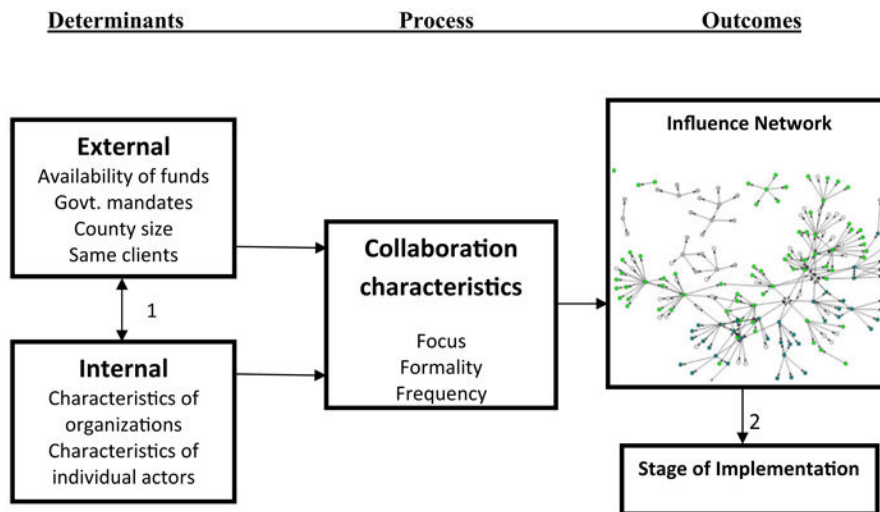 Determinants Process Outcomes
External
Availability of funds
Govt. mandates
County size
Same clients
1
Internal
Characteristics of
organizations
Characteristics of
individual actors
Collaboration
characteristics
Focus
Formality
Frequency
Influence Network
2
Stage of Implementation